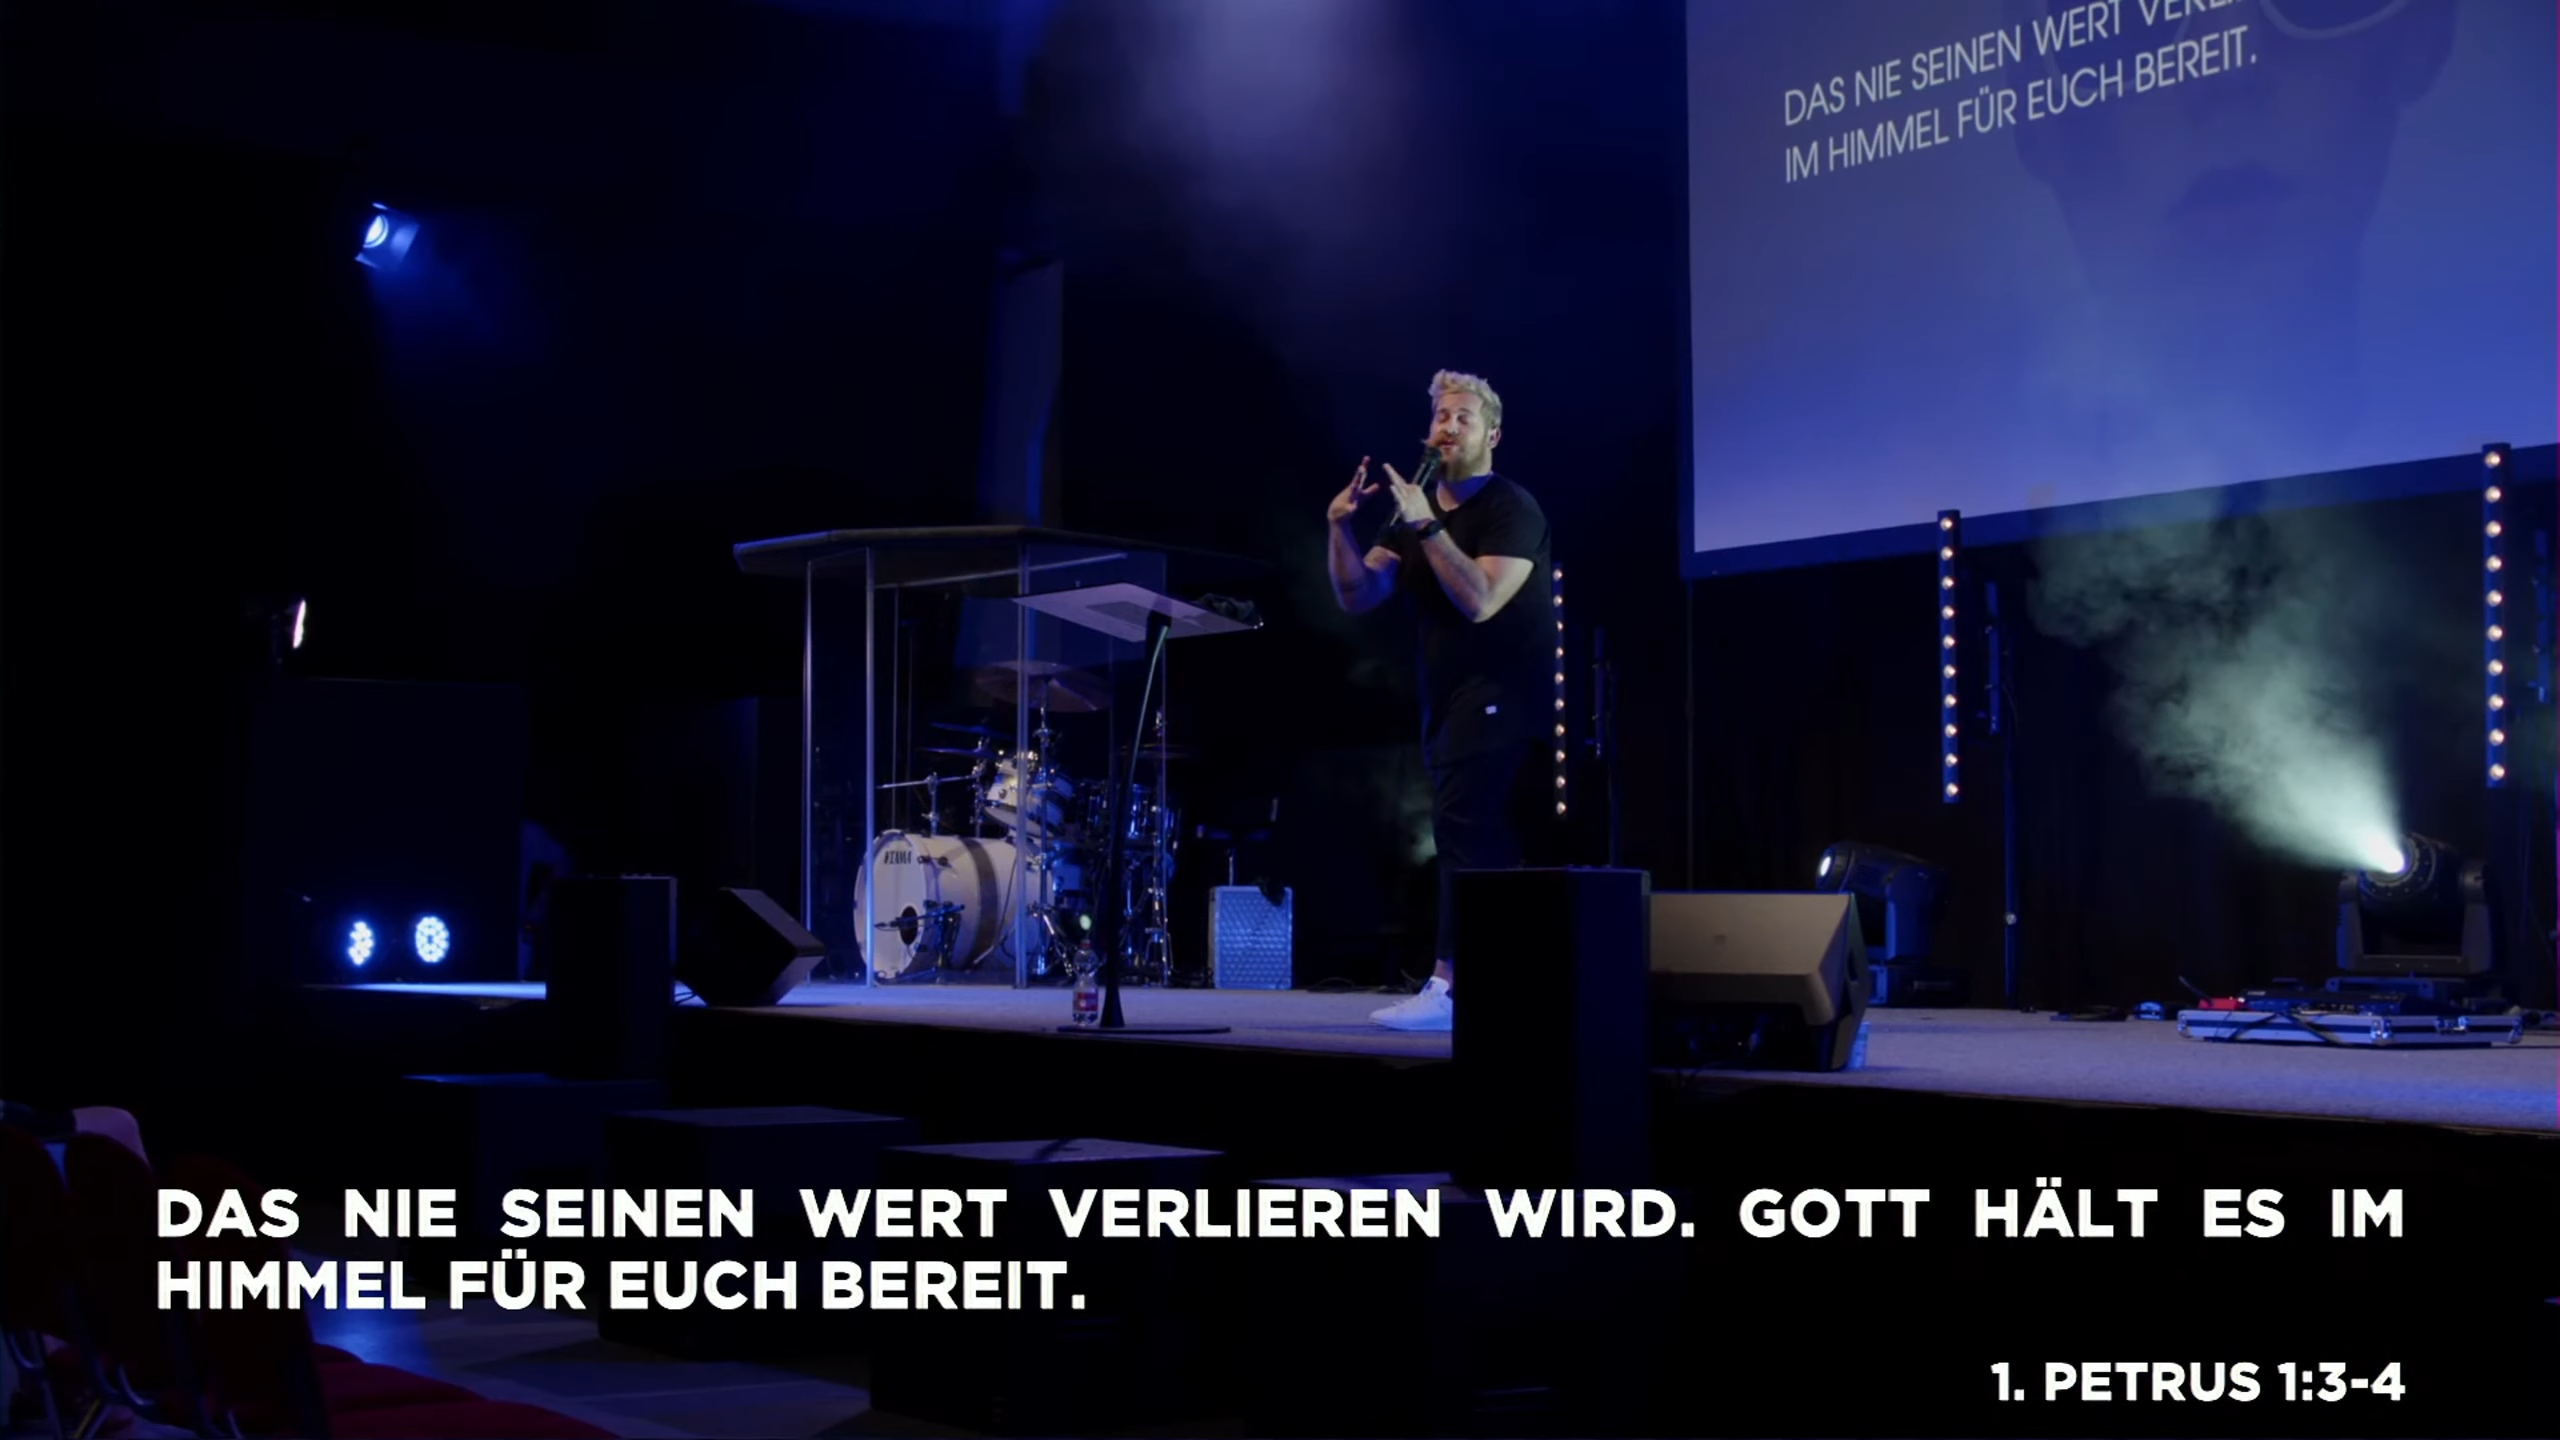 DAS NIE SEINEN WERT
IM HIMMEL FÜR EUCH BEREIT.
TAMA
DAS NIE SEINEN WERT VERLIEREN WIRD. GOTT HÄLT ES IM
HIMMEL FÜR EUCH BEREIT.
1. PETRUS 1:3-4